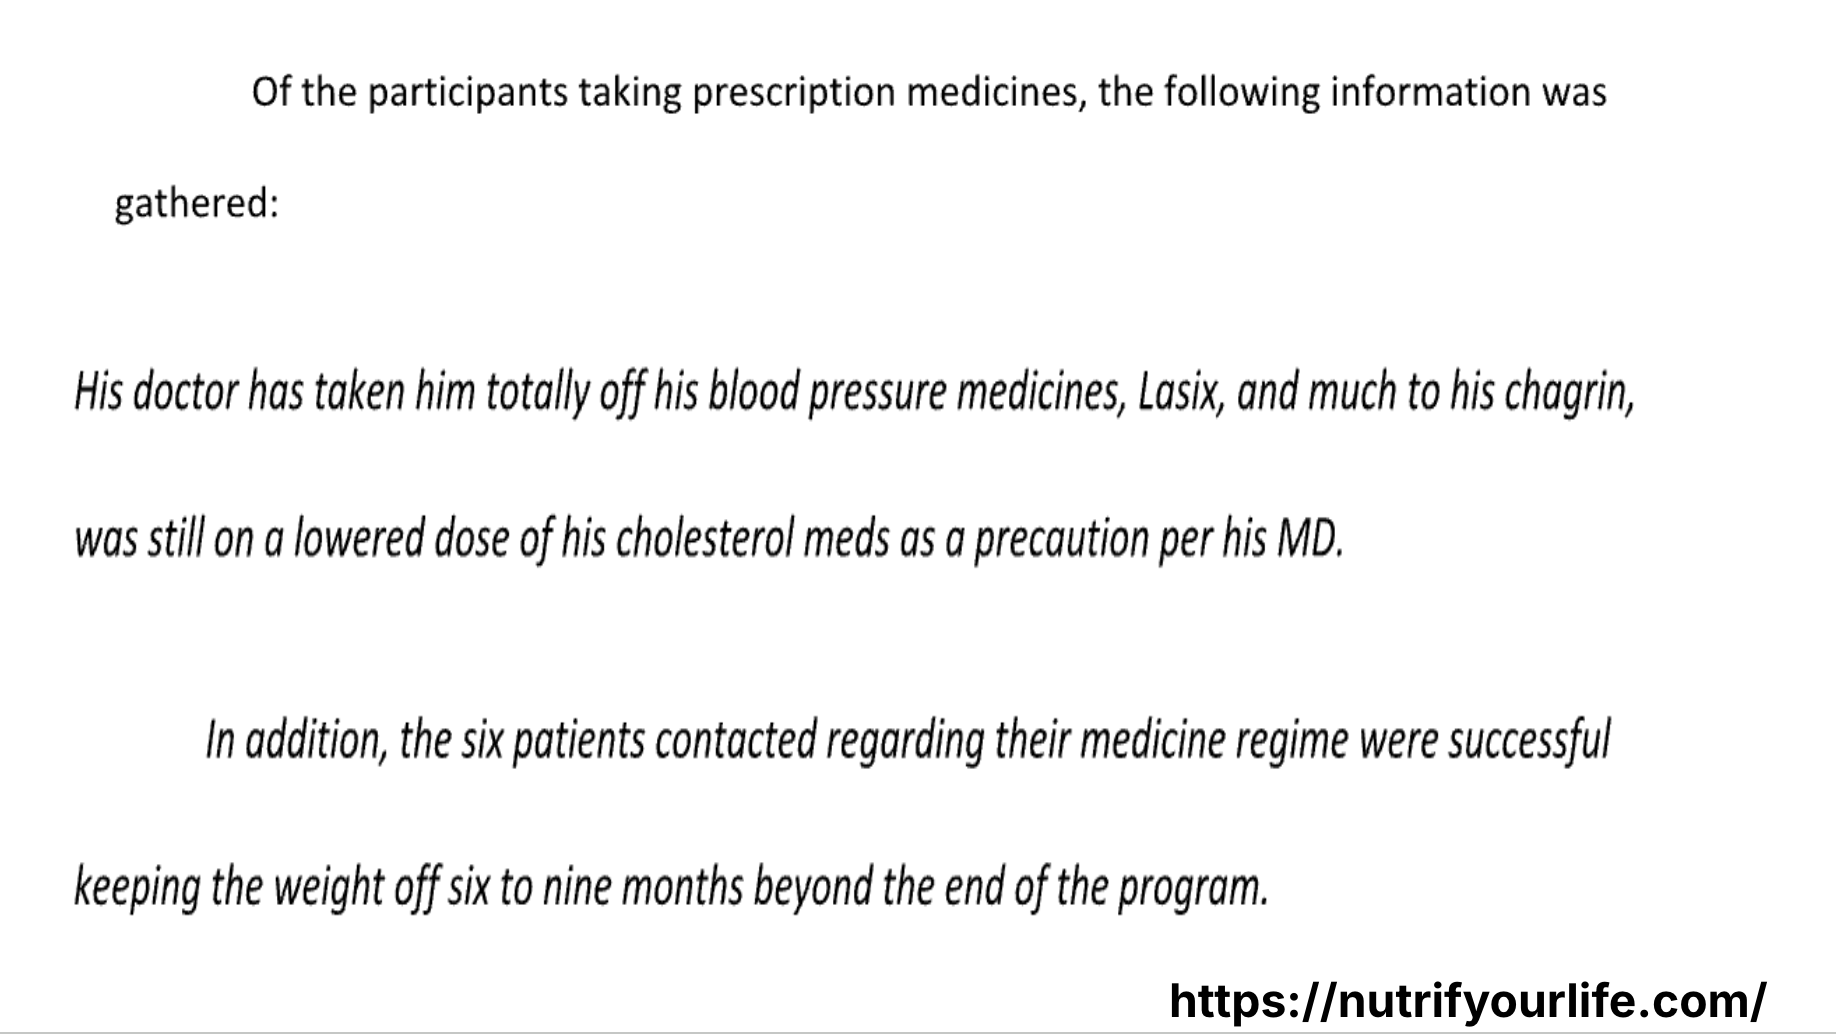 Of the participants taking prescription medicines, the following information was
gathered:
His doctor has taken him totally off his blood pressure medicines, Lasix, and much to his chagrin,
was still on a lowered dose of his cholesterol meds as a precaution per his MD.
In addition, the six patients contacted regarding their medicine regime were successful
keeping the weight off six to nine months beyond the end of the program.
https://nutrifyourlife.com/